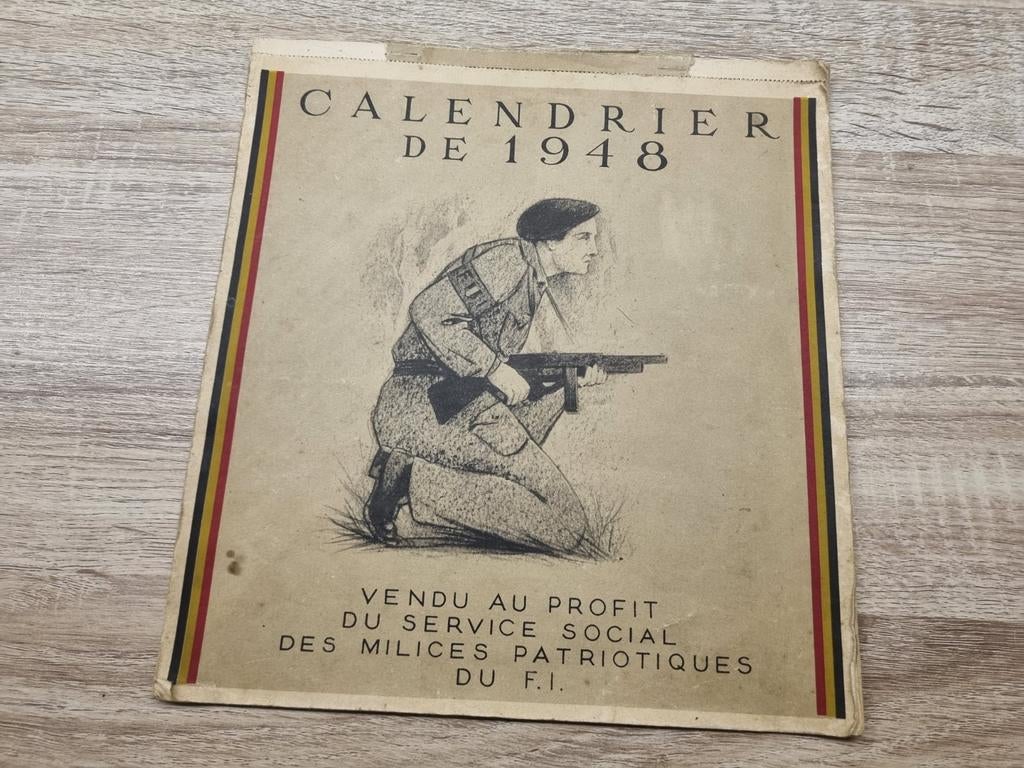 CALENDRIER
DE 1948
VENDU AU PROFIT
DU SERVICE SOCIAL
DES MILICES PATRIOTIQUES
DU F.I.